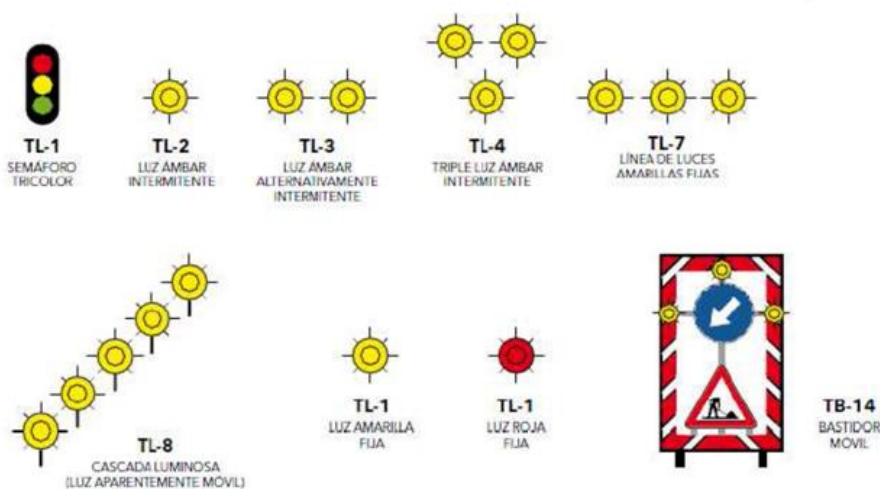 TL-1
SEMÁFORO
TRICOLOR
TL-2
LUZ ÁMBAR
INTERMITENTE
TL-3
LUZ ÁMBAR
ALTERNATIVAMENTE
INTERMITENTE
TL-4
TRIPLE LUZ ÁMBAR
INTERMITENTE
TL-7
LÍNEA DE LUCES
AMARILLAS FIJAS
TL-8
CASCADA LUMINOSA
(LUZ APARENTEMENTE MÓVIL)
TL-1
LUZ AMARILLA
FIJA
TL-1
LUZ ROJA
FIJA
TB-14
BASTIDOR
MÓVIL